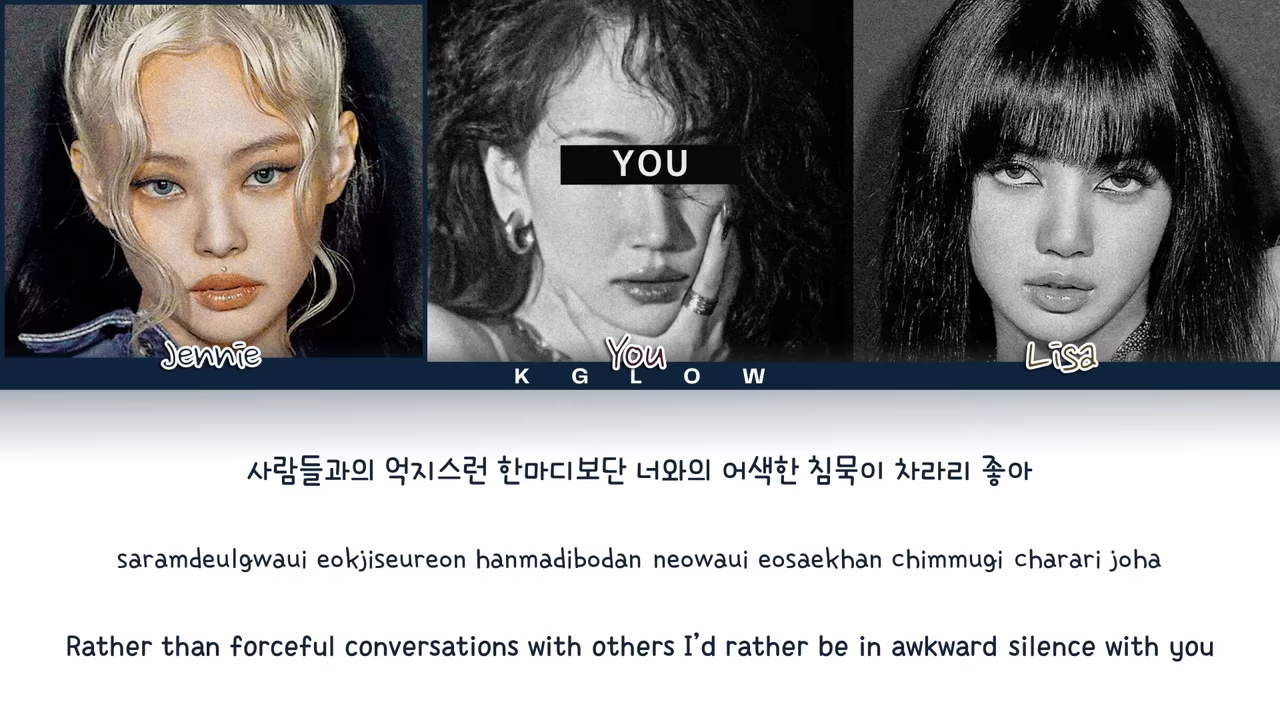 YOU
Jennie
You
Lisa
K G L O W
사람들과의 억지스런 한마디보단 너와의 어색한 침묵이 차라리 좋아
saramdeulgwaui eokjiseureon hanmadibodan neowaui eosaekhan chimmugi charari joha
Rather than forceful conversations with others I'd rather be in awkward silence with you